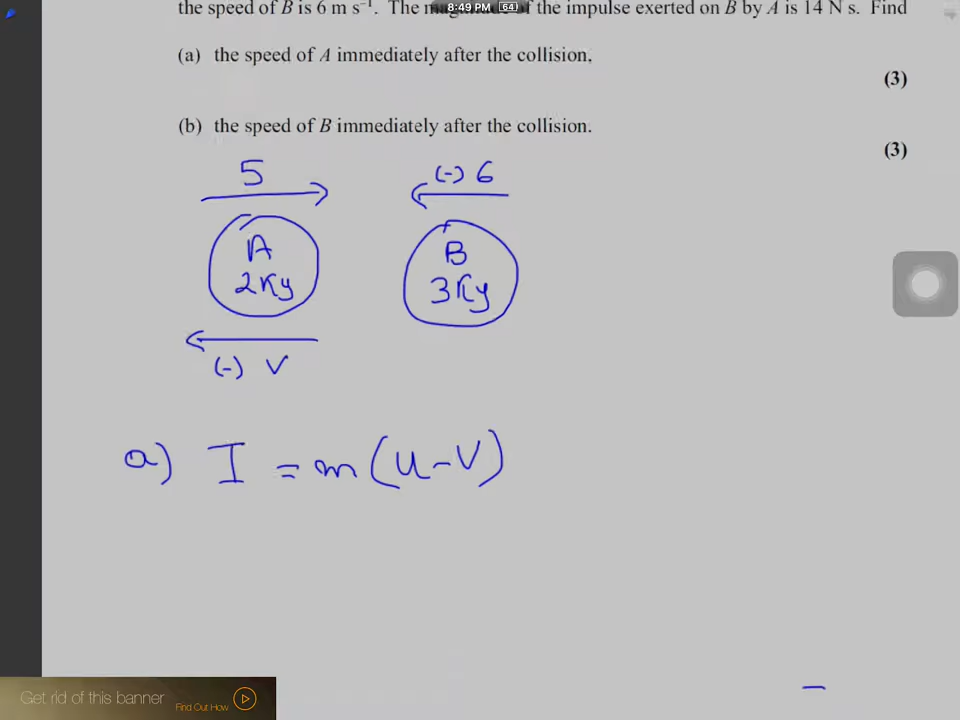 8:49 PM 64
the speed of B is 6 m s⁻¹. The of the impulse exerted on B by A is 14 N s. Find
(a) the speed of A immediately after the collision,
(3)
(b) the speed of B immediately after the collision.
(3)
5
(-) 6
A
2Kg
B
3Kg
(-) V
a) I = m(u-v)
Get rid of this banner
Find Out How